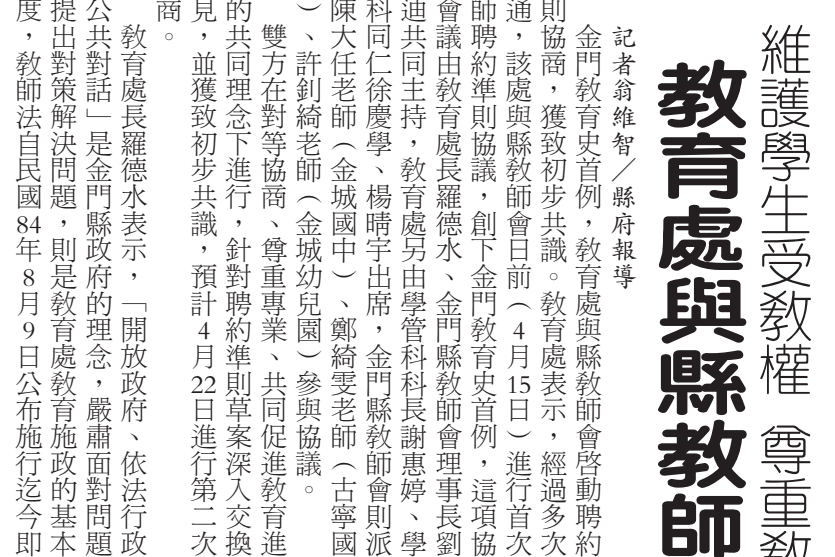 維護學生受教權 尊重教
教育處與縣教師
記者翁維智／縣府報導
金門教育史首例，教育處與縣教師會啓動聘約
則協商，獲致初步共識。教育處表示，經過多次
通，該處與縣教師會日前（4月15日）進行首次
師聘約準則協議，創下金門教育史首例，這項協
會議由教育處長羅德水、金門縣教師會理事長劉
迪共同主持，教育處另由學管科科長謝惠婷、學
科同仁徐慶學、楊晴宇出席，金門縣教師會則派
陳大任老師（金城國中）、鄭綺雯老師（古寧國
）、許釗綺老師（金城幼兒園）參與協議。
雙方在對等協商、尊重專業、共同促進教育進
的共同理念下進行，針對聘約準則草案深入交換
見，並獲致初步共識，預計4月22日進行第二次
商。
教育處長羅德水表示，「開放政府、依法行政
公共對話」是金門縣政府的理念，嚴肅面對問題
提出對策解決問題，則是教育處教育施政的基本
度，教師法自民國84年8月9日公布施行迄今即